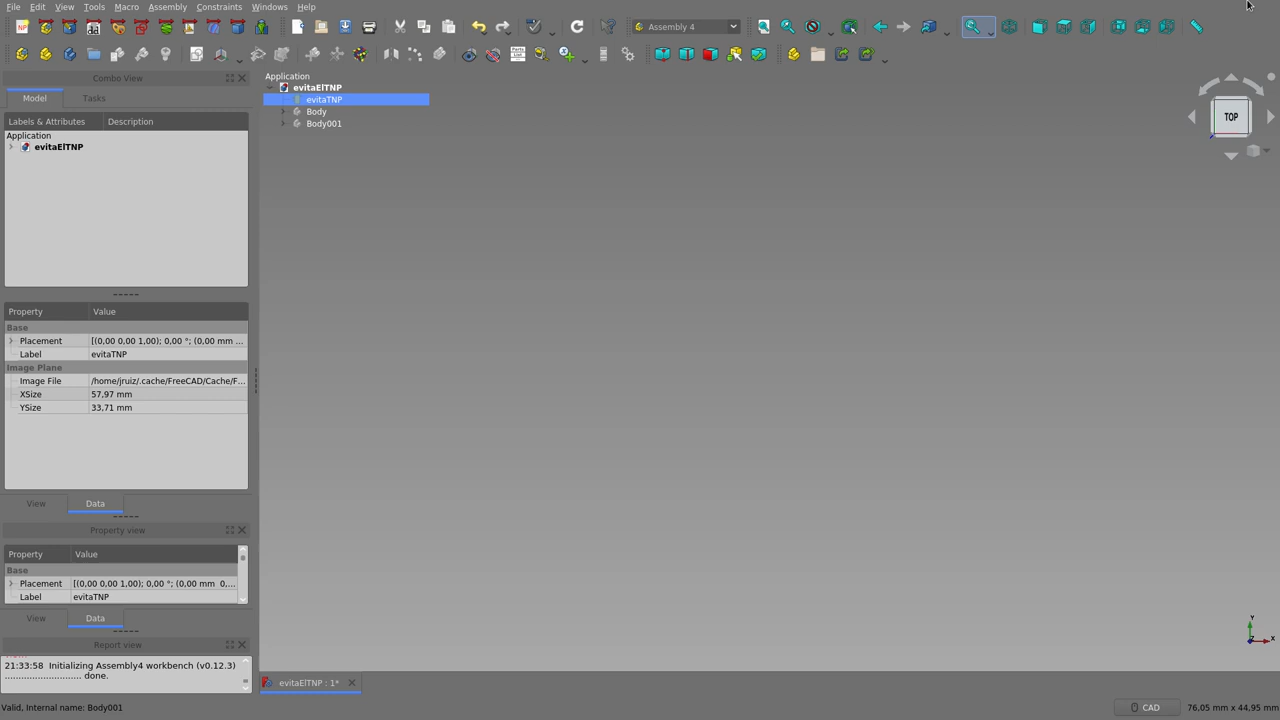 File Edit View Tools Macro Assembly Constraints Windows Help
Assembly 4
Combo View
Model Tasks
Labels & Attributes Description
Application
evitaElTNP
Property Value
Base
Placement [(0,00 0,00 1,00); 0,00 °; (0,00 mm ...
Label evitaTNP
Image Plane
Image File /home/jruiz/.cache/FreeCAD/Cache/F...
XSize 57,97 mm
YSize 33,71 mm
View Data
Property view
Property Value
Base
Placement [(0,00 0,00 1,00); 0,00 °; (0,00 mm 0,...
Label evitaTNP
View Data
Report view
21:33:58 Initializing Assembly4 workbench (v0.12.3)
............................ done.
Application
evitaElTNP
evitaTNP
Body
Body001
TOP
Y
X
evitaElTNP : 1*
Valid, Internal name: Body001
CAD
76,05 mm x 44,95 mm